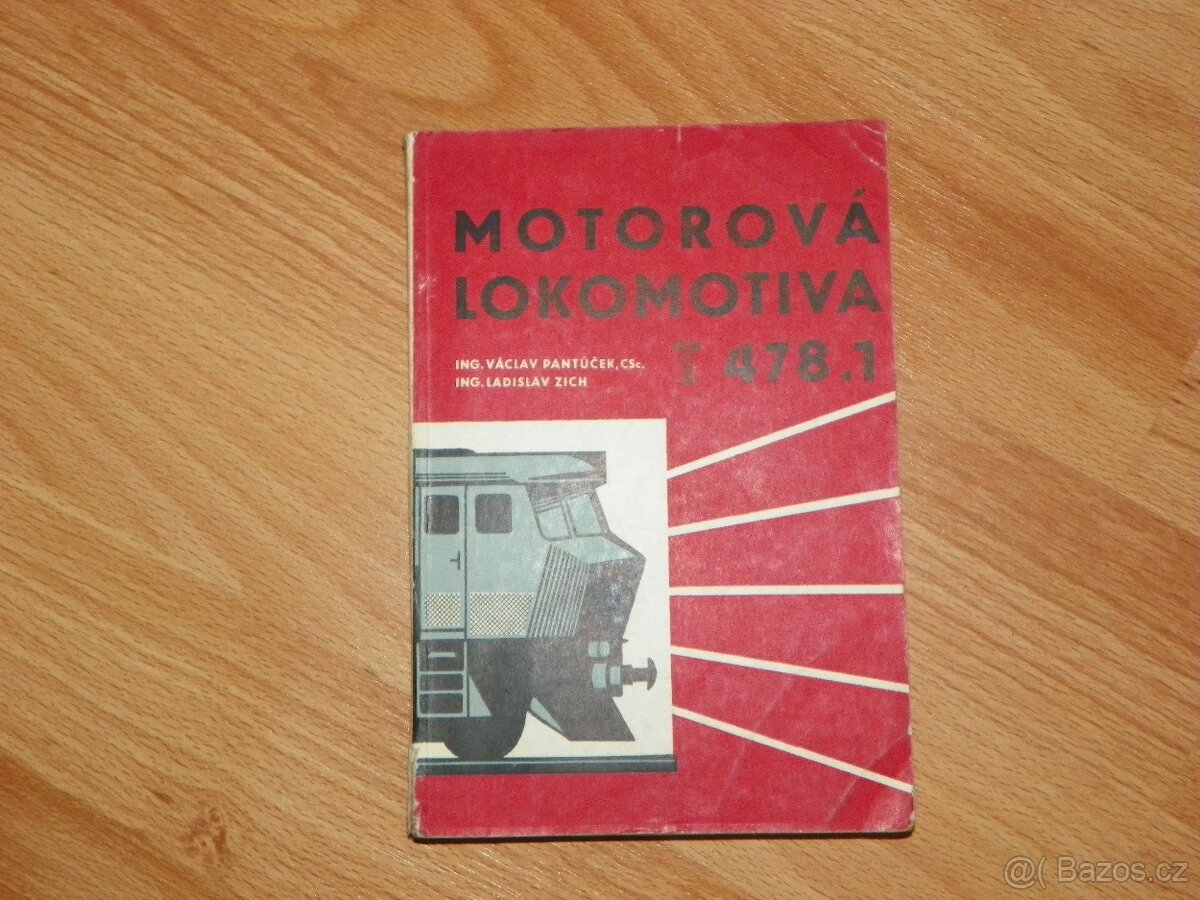 MOTOROVÁ
LOKOMOTIVA
T 478.1
ING. VÁCLAV PANTŮČEK, CSc.
ING. LADISLAV ZICH
@( Bazos.cz